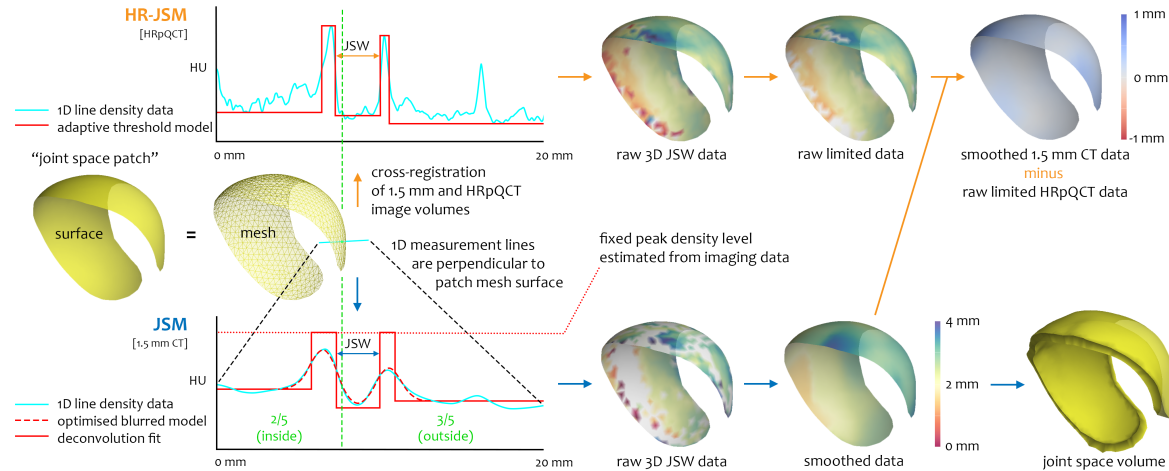 HR-JSM
[HRpQCT]
HU
JSW
1D line density data
adaptive threshold model
0 mm
20 mm
raw 3D JSW data
raw limited data
1 mm
0 mm
-1 mm
smoothed 1.5 mm CT data
minus
raw limited HRpQCT data
“joint space patch”
surface
=
mesh
cross-registration
of 1.5 mm and HRpQCT
image volumes
1D measurement lines
are perpendicular to
patch mesh surface
fixed peak density level
estimated from imaging data
JSM
[1.5 mm CT]
HU
JSW
1D line density data
optimised blurred model
deconvolution fit
2/5
(inside)
3/5
(outside)
0 mm
20 mm
raw 3D JSW data
smoothed data
4 mm
2 mm
0 mm
joint space volume